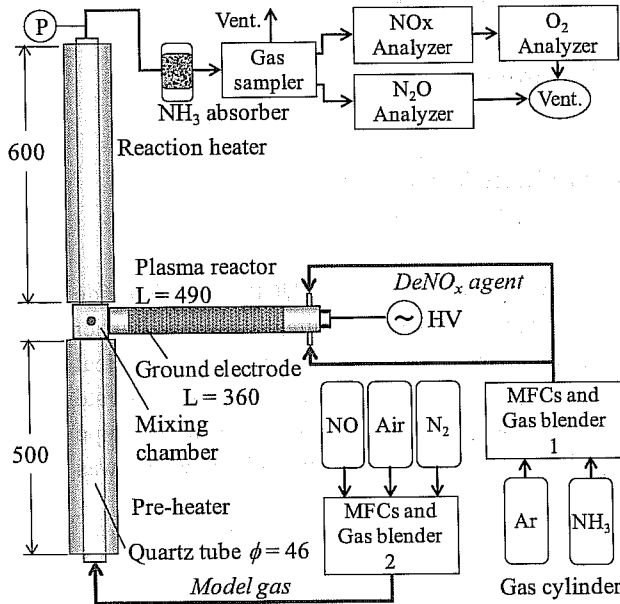 P
Vent.
Gas
sampler
NOx
Analyzer
O₂
Analyzer
N₂O
Analyzer
Vent.
NH₃ absorber
600
Reaction heater
Plasma reactor
L = 490
DeNOₓ agent
~
HV
Ground electrode
L = 360
Mixing
chamber
500
Pre-heater
Quartz tube ϕ = 46
NO
Air
N₂
MFCs and
Gas blender
1
MFCs and
Gas blender
2
Ar
NH₃
Model gas
Gas cylinder